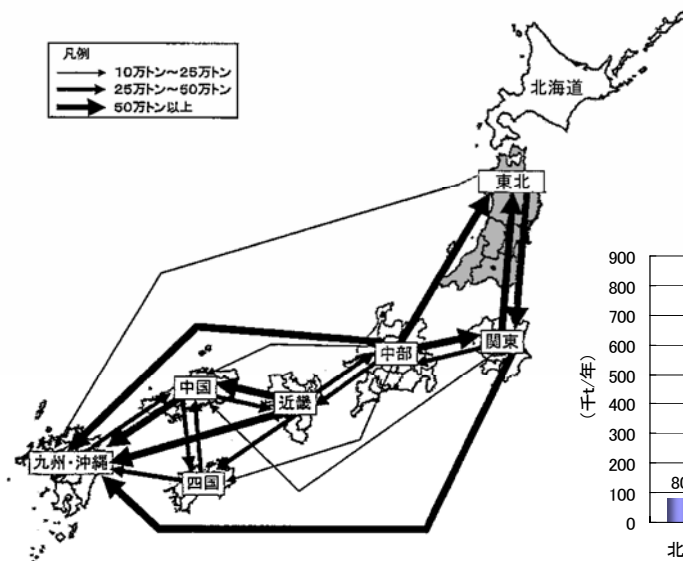 凡例
10万トン～25万トン
25万トン～50万トン
50万トン以上
北海道
東北
関東
中部
中国
近畿
九州・沖縄
四国
(千t/年)
900
800
700
600
500
400
300
200
100
0
80
北